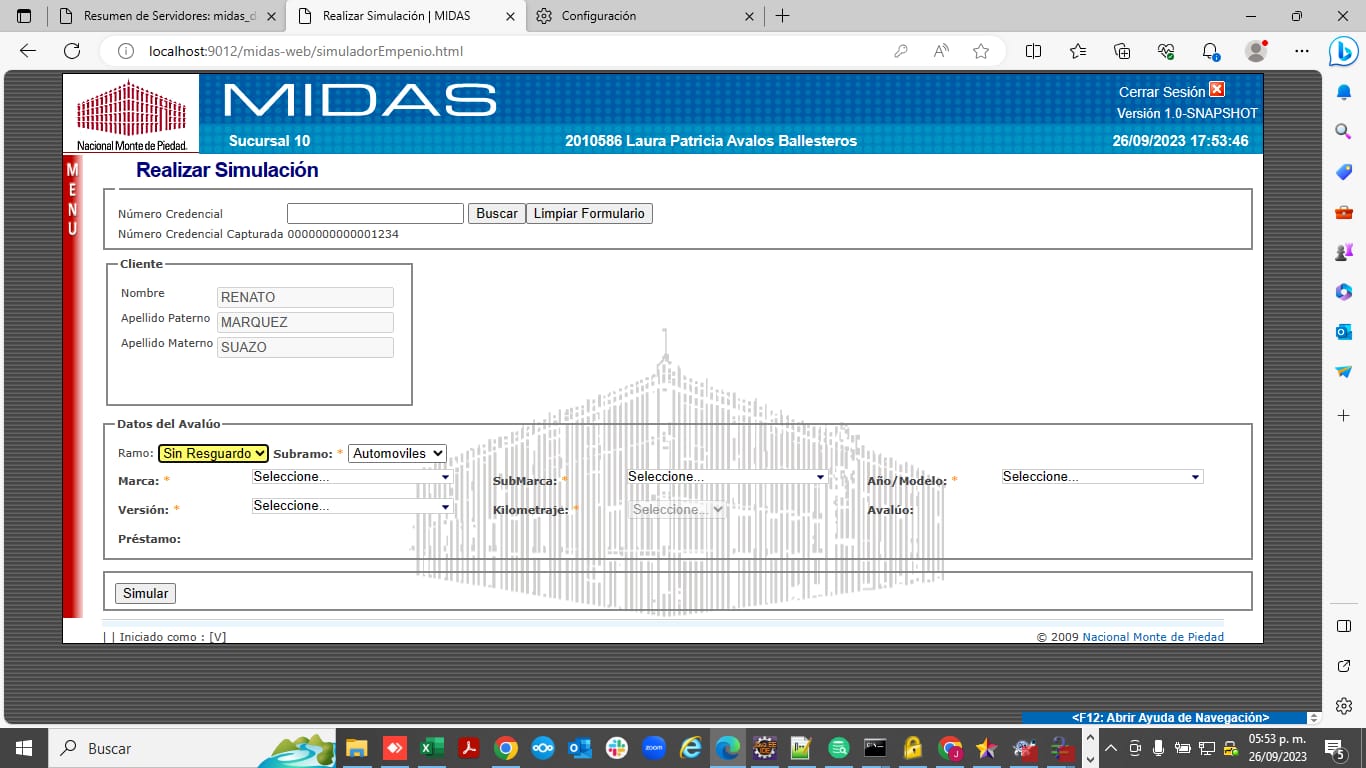 Resumen de Servidores: midas_d
Realizar Simulación | MIDAS
Configuración
localhost:9012/midas-web/simuladorEmpenio.html
Nacional Monte de Piedad.
MIDAS
Cerrar Sesión
Versión 1.0-SNAPSHOT
Sucursal 10 2010586 Laura Patricia Avalos Ballesteros 26/09/2023 17:53:46
MENU
Realizar Simulación
Número Credencial Buscar Limpiar Formulario
Número Credencial Capturada 0000000000001234
Cliente
Nombre RENATO
Apellido Paterno MARQUEZ
Apellido Materno SUAZO
Datos del Avalúo
Ramo: Sin Resguardo Subramo: * Automoviles
Marca: * Seleccione... SubMarca: * Seleccione... Año/Modelo: * Seleccione...
Versión: * Seleccione... Kilometraje: * Seleccione... Avalúo:
Préstamo:
Simular
| | Iniciado como : [V] © 2009 Nacional Monte de Piedad
<F12: Abrir Ayuda de Navegación>
Buscar
zoom
05:53 p. m.
26/09/2023
5